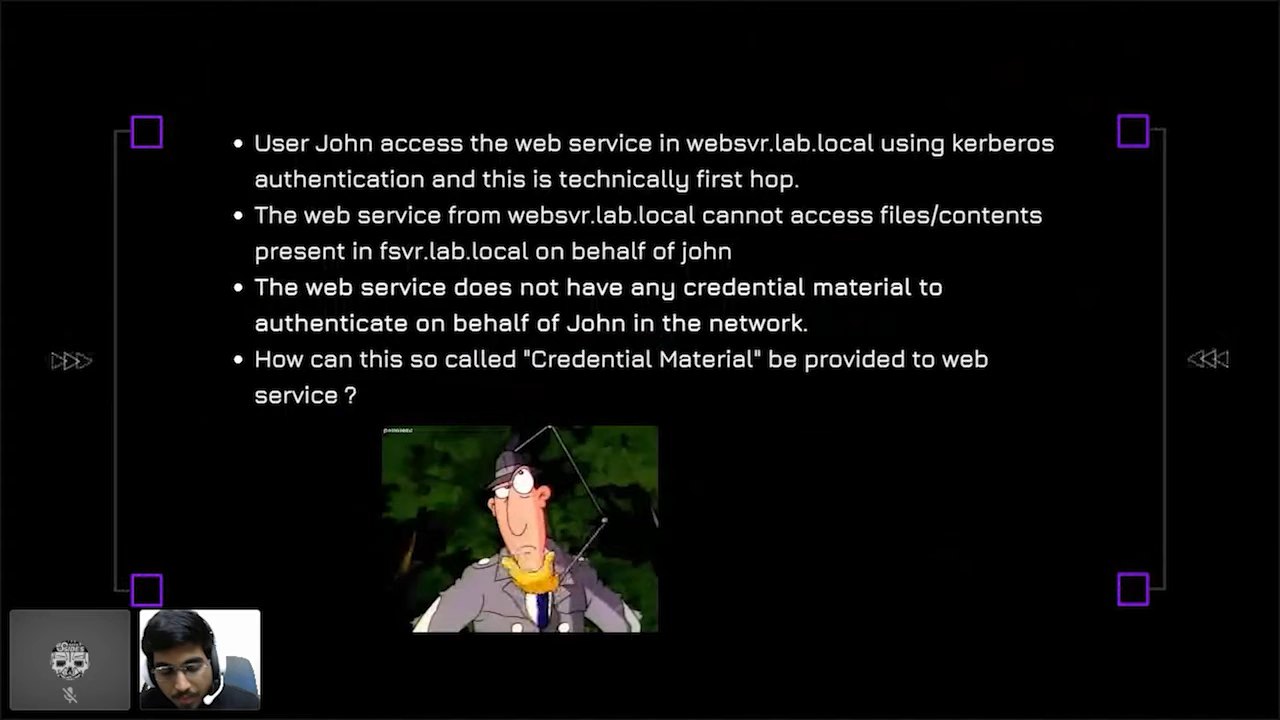 • User John access the web service in websvr.lab.local using kerberos
authentication and this is technically first hop.
• The web service from websvr.lab.local cannot access files/contents
present in fsvr.lab.local on behalf of john
• The web service does not have any credential material to
authenticate on behalf of John in the network.
• How can this so called "Credential Material" be provided to web
service ?